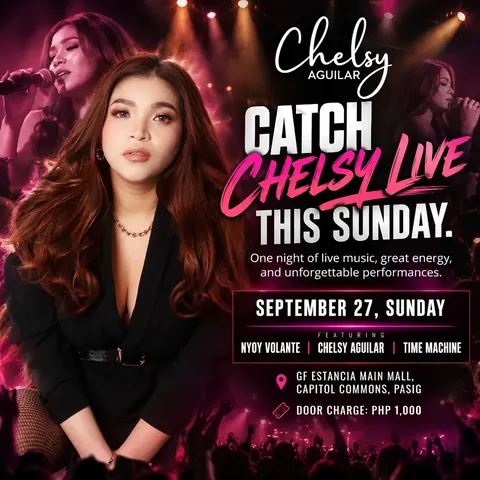 Chelsy
AGUILAR
CATCH
CHELSY LIVE
THIS SUNDAY.
One night of live music, great energy,
and unforgettable performances.
SEPTEMBER 27, SUNDAY
FEATURING
NYOY VOLANTE | CHELSY AGUILAR | TIME MACHINE
GF ESTANCIA MAIN MALL,
CAPITOL COMMONS, PASIG
DOOR CHARGE: PHP 1,000